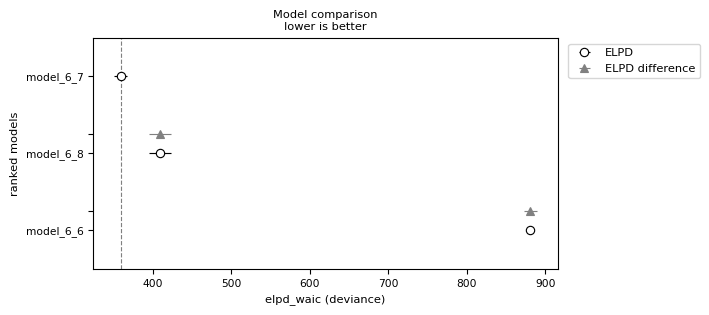 Model comparison
lower is better
ELPD
ELPD difference
model_6_7
model_6_8
model_6_6
ranked models
400 500 600 700 800 900
elpd_waic (deviance)